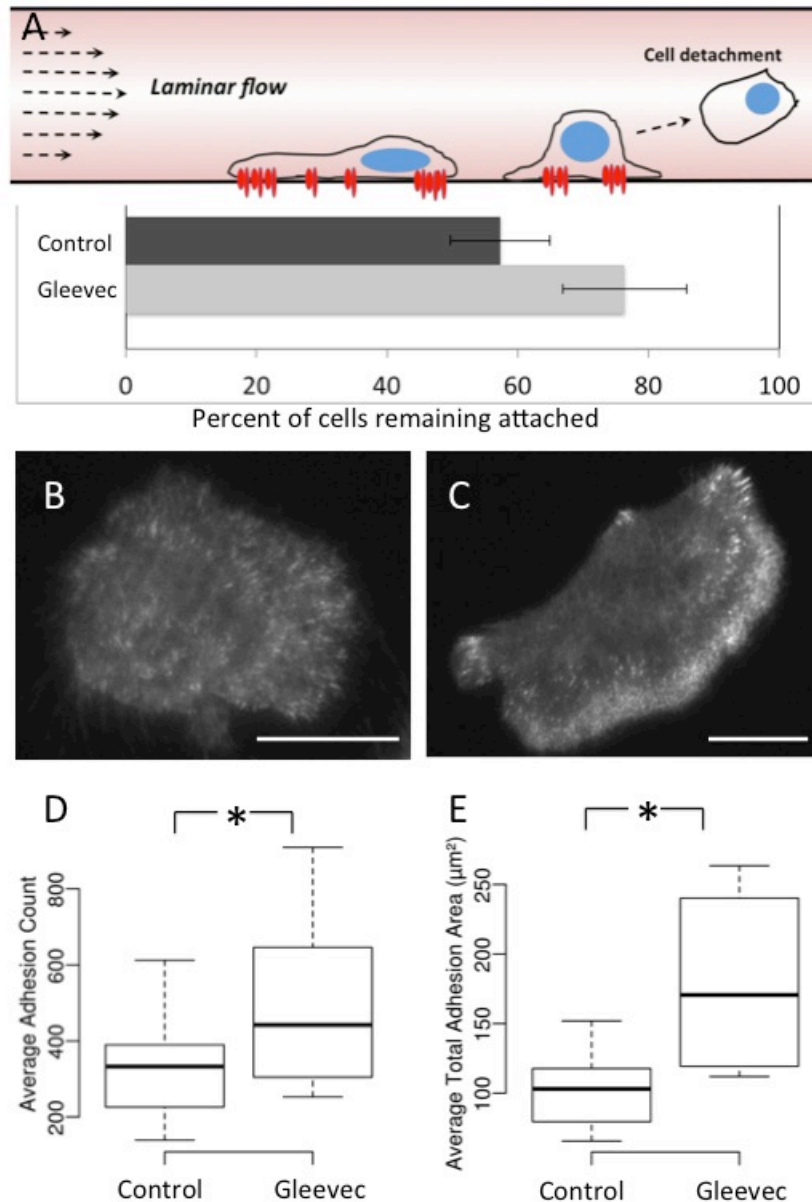 A
Cell detachment
Laminar flow
Control
Gleevec
0 20 40 60 80 100
Percent of cells remaining attached
B
C
D
*
Average Adhesion Count
800
600
400
200
Control Gleevec
E
*
Average Total Adhesion Area (µm²)
250
200
150
100
Control Gleevec